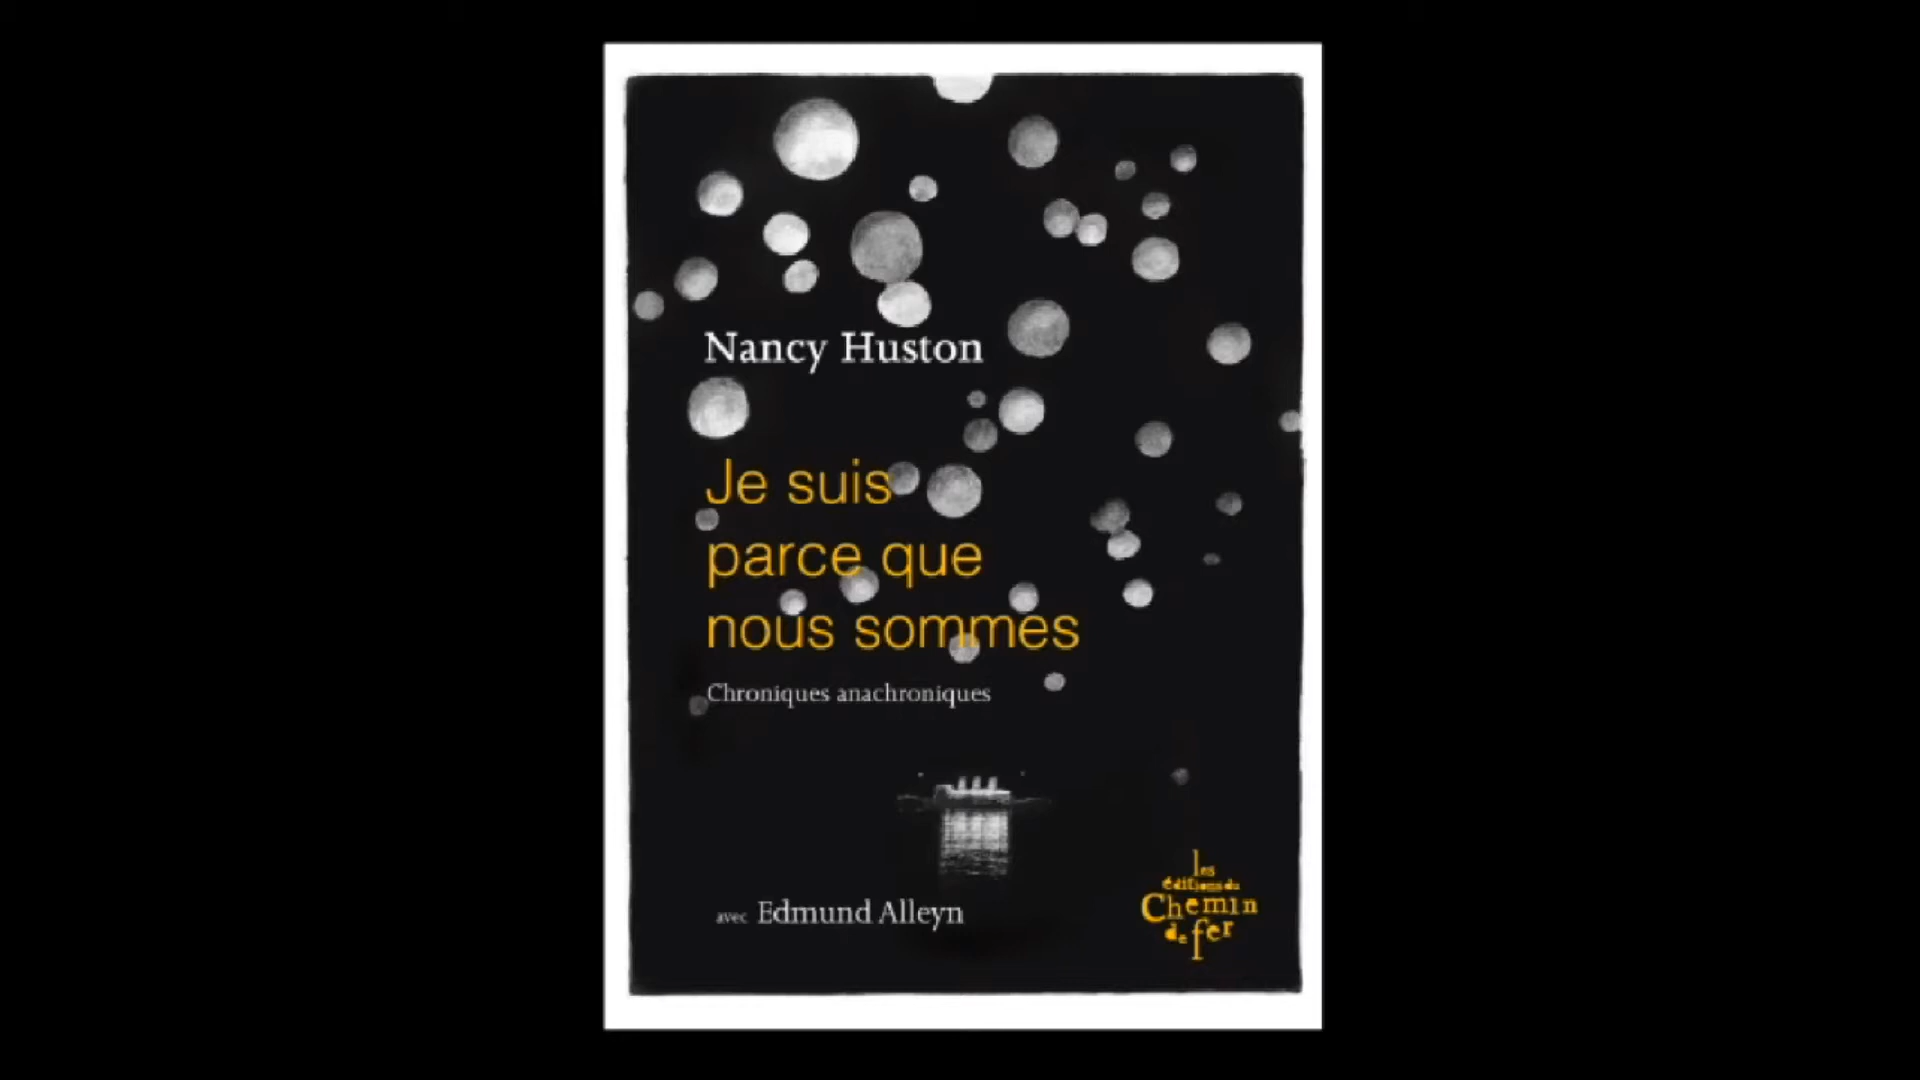 Nancy Huston
Je suis
parce que
nous sommes
Chroniques anachroniques
avec Edmund Alleyn
les
éditions du
Chemin
de fer